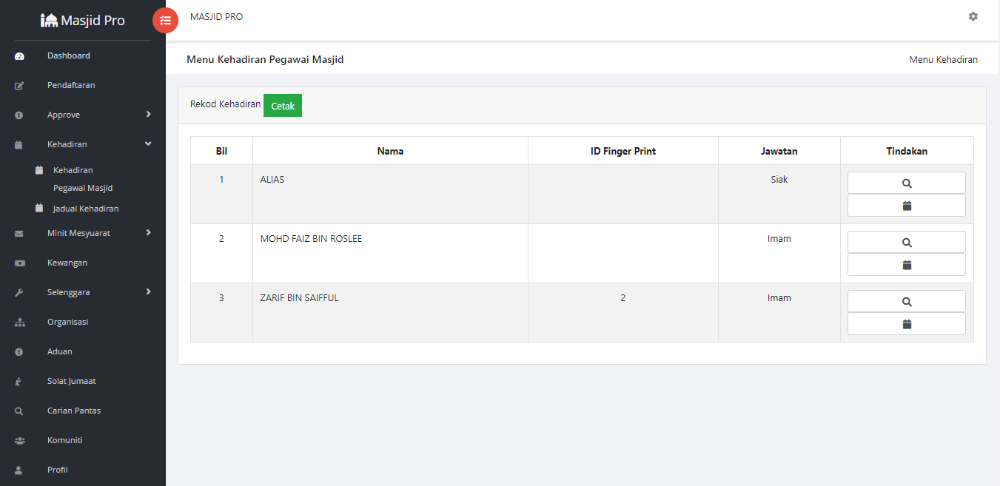 Masjid Pro
MASJID PRO
Dashboard
Pendaftaran
Approve
Kehadiran
Kehadiran
Pegawai Masjid
Jadual Kehadiran
Minit Mesyuarat
Kewangan
Selenggara
Organisasi
Aduan
Solat Jumaat
Carian Pantas
Komuniti
Profil
Menu Kehadiran Pegawai Masjid
Menu Kehadiran
Rekod Kehadiran Cetak
Bil Nama ID Finger Print Jawatan Tindakan
1 ALIAS Siak
2 MOHD FAIZ BIN ROSLEE Imam
3 ZARIF BIN SAIFFUL 2 Imam